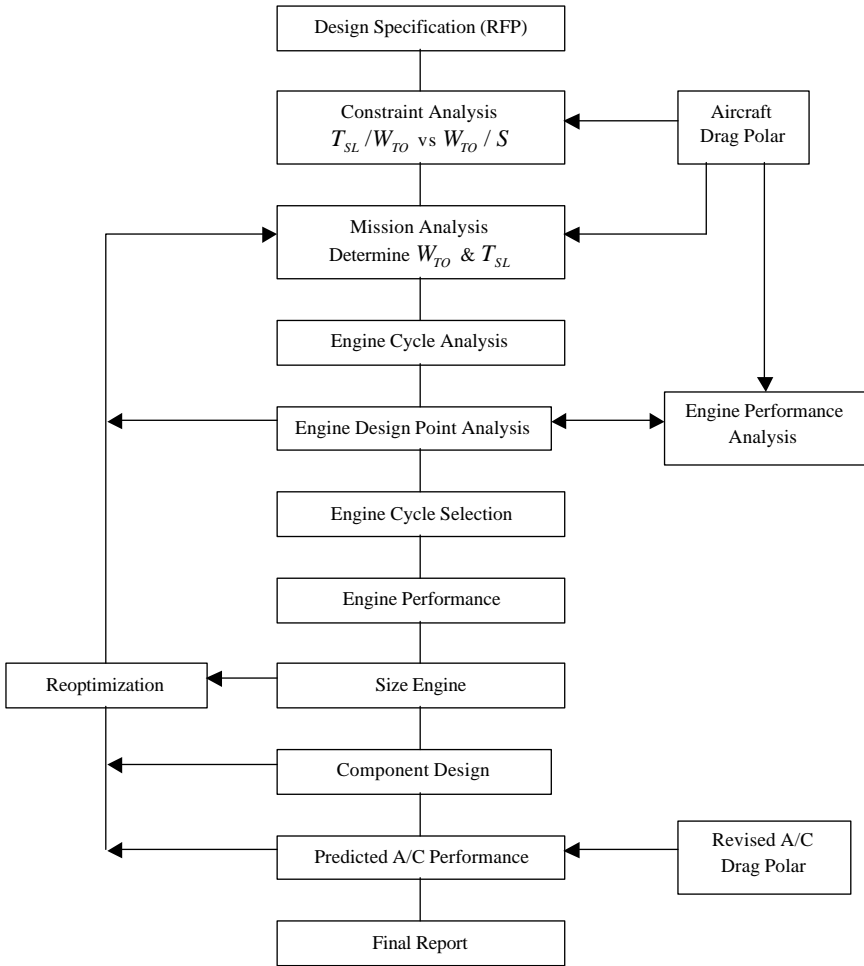 Design Specification (RFP)
Constraint Analysis
T_SL /W_TO vs W_TO / S
Aircraft
Drag Polar
Mission Analysis
Determine W_TO & T_SL
Engine Cycle Analysis
Engine Design Point Analysis
Engine Performance
Analysis
Engine Cycle Selection
Engine Performance
Reoptimization
Size Engine
Component Design
Predicted A/C Performance
Revised A/C
Drag Polar
Final Report